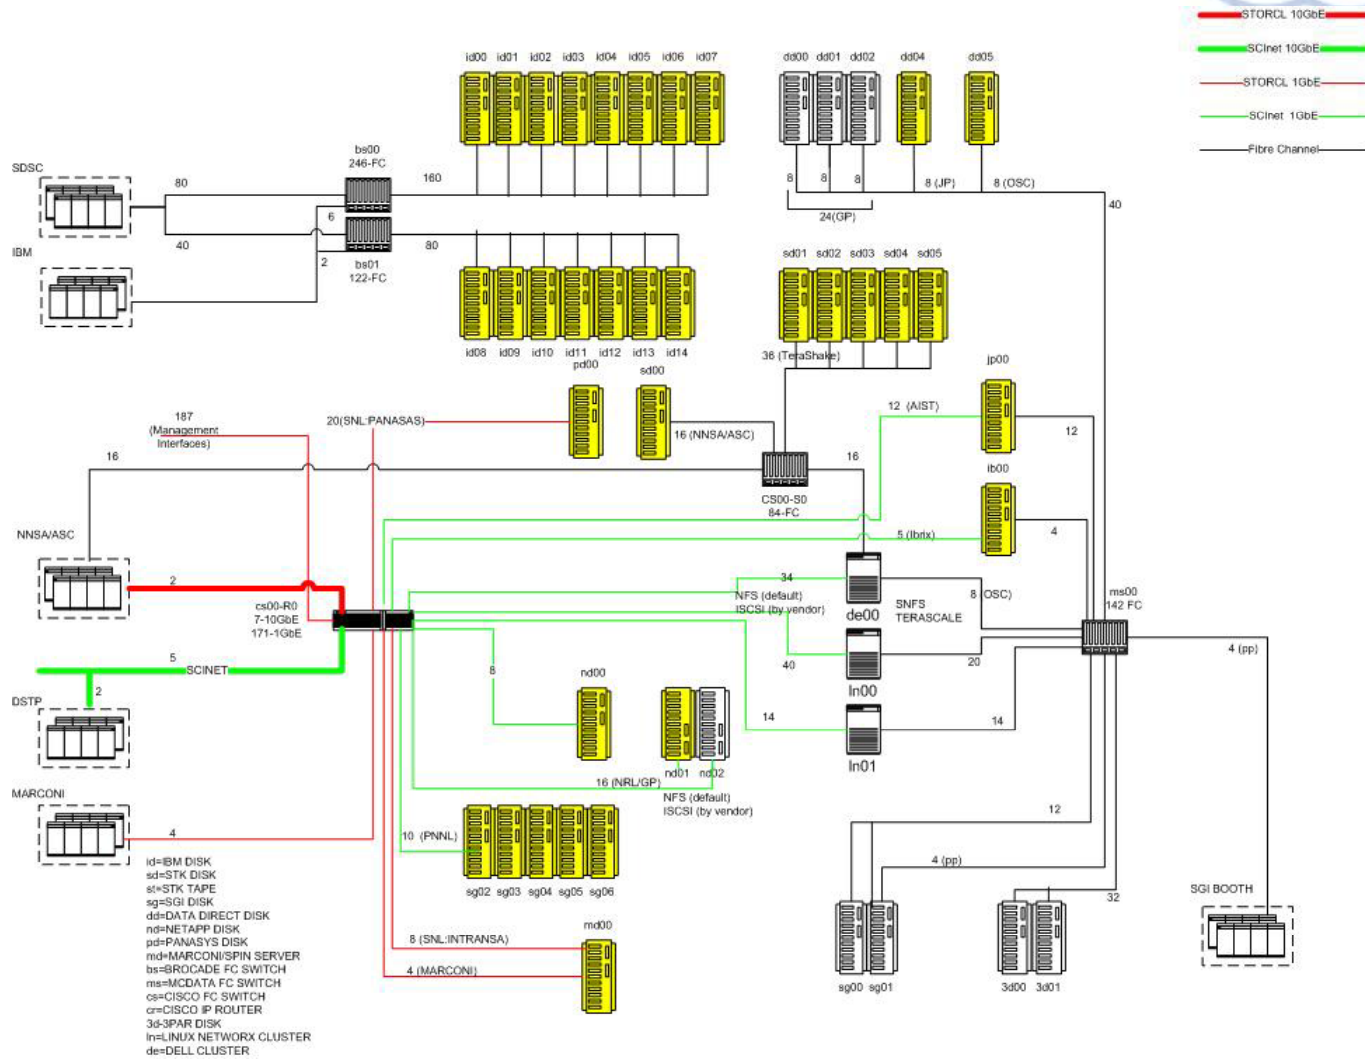 STORCL 10GbE
SCInet 10GbE
STORCL 1GbE
SCInet 1GbE
Fibre Channel
id00 id01 id02 id03 id04 id05 id06 id07
dd00 dd01 dd02 dd04 dd05
bs00
246-FC
SDSC
80
160
6
40
80
2
bs01
122-FC
IBM
8 8 8
8 (JP)
8 (OSC)
24(GP)
40
sd01 sd02 sd03 sd04 sd05
id08 id09 id10 id11 id12 id13 id14
36 (TeraShake)
pd00
sd00
jp00
187
(Management
Interfaces)
20(SNL:PANASAS)
16 (NNSA/ASC)
12 (AIST)
12
16
16
CS00-S0
84-FC
ib00
NNSA/ASC
5 (Ibrix)
4
2
34
NFS (default)
ISCSI (by vendor)
de00
8 (OSC)
SNFS
TERASCALE
ms00
142 FC
cs00-R0
7-10GbE
171-1GbE
5
SCINET
2
8
40
20
4 (pp)
ln00
DSTP
nd00
14
14
ln01
nd01 nd02
16 (NRL/GP)
NFS (default)
ISCSI (by vendor)
MARCONI
4
10 (PNNL)
12
4 (pp)
sg02 sg03 sg04 sg05 sg06
32
SGI BOOTH
md00
8 (SNL:INTRANSA)
4 (MARCONI)
sg00 sg01
3d00 3d01
id=IBM DISK
sd=STK DISK
st=STK TAPE
sg=SGI DISK
dd=DATA DIRECT DISK
nd=NETAPP DISK
pd=PANASYS DISK
md=MARCONI/SPIN SERVER
bs=BROCADE FC SWITCH
ms=MCDATA FC SWITCH
cs=CISCO FC SWITCH
cr=CISCO IP ROUTER
3d-3PAR DISK
ln=LINUX NETWORX CLUSTER
de=DELL CLUSTER